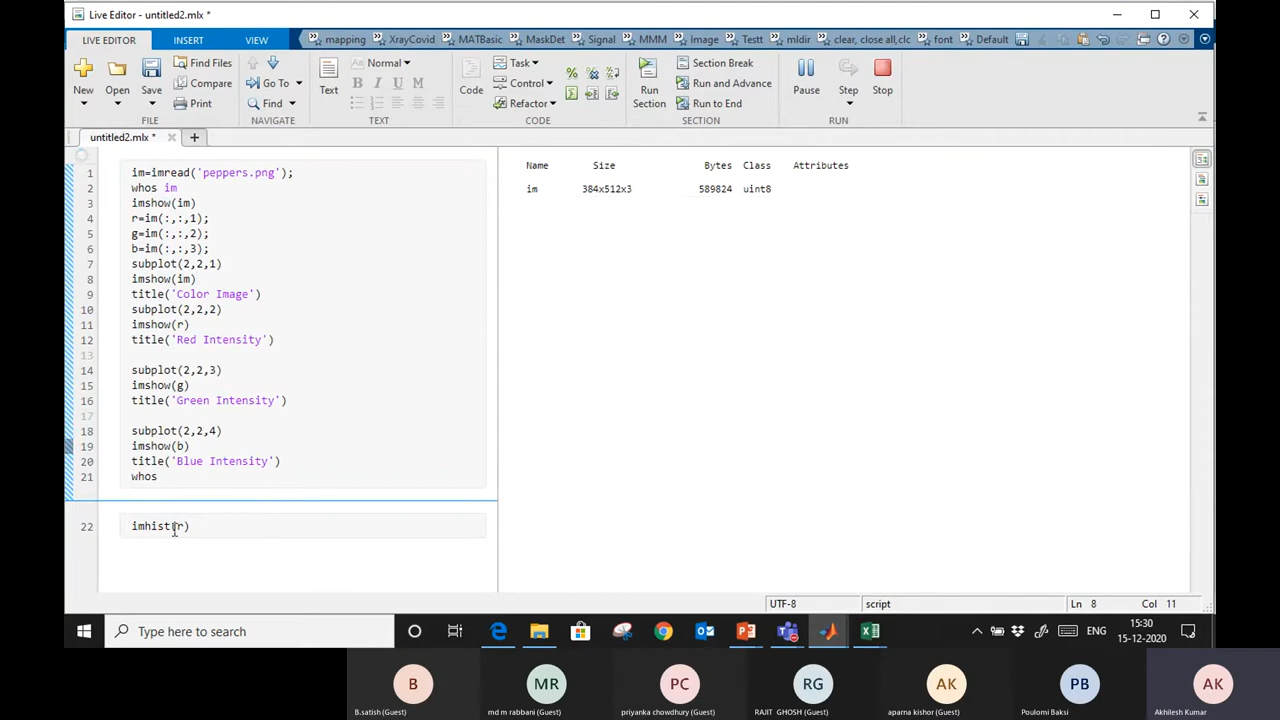 Live Editor - untitled2.mlx *
LIVE EDITOR INSERT VIEW mapping XrayCovid MATBasic MaskDet Signal MMM Image Testt mldir clear, close all,clc font Default
New Open Save Find Files Compare Print Go To Find Text Normal B I U M Code Task Control Refactor Run Section Section Break Run and Advance Run to End Pause Step Stop
FILE NAVIGATE TEXT CODE SECTION RUN
untitled2.mlx *
1 im=imread('peppers.png');
2 whos im
3 imshow(im)
4 r=im(:,:,1);
5 g=im(:,:,2);
6 b=im(:,:,3);
7 subplot(2,2,1)
8 imshow(im)
9 title('Color Image')
10 subplot(2,2,2)
11 imshow(r)
12 title('Red Intensity')
13
14 subplot(2,2,3)
15 imshow(g)
16 title('Green Intensity')
17
18 subplot(2,2,4)
19 imshow(b)
20 title('Blue Intensity')
21 whos
22 imhist(r)
Name Size Bytes Class Attributes
im 384x512x3 589824 uint8
UTF-8 script Ln 8 Col 11
Type here to search
ENG
15:30
15-12-2020
B MR PC RG AK PB AK
B.satish (Guest) md m rabbani (Guest) priyanka chowdhury (Guest) RAJIT GHOSH (Guest) aparna kishor (Guest) Poulomi Baksi Akhilesh Kumar